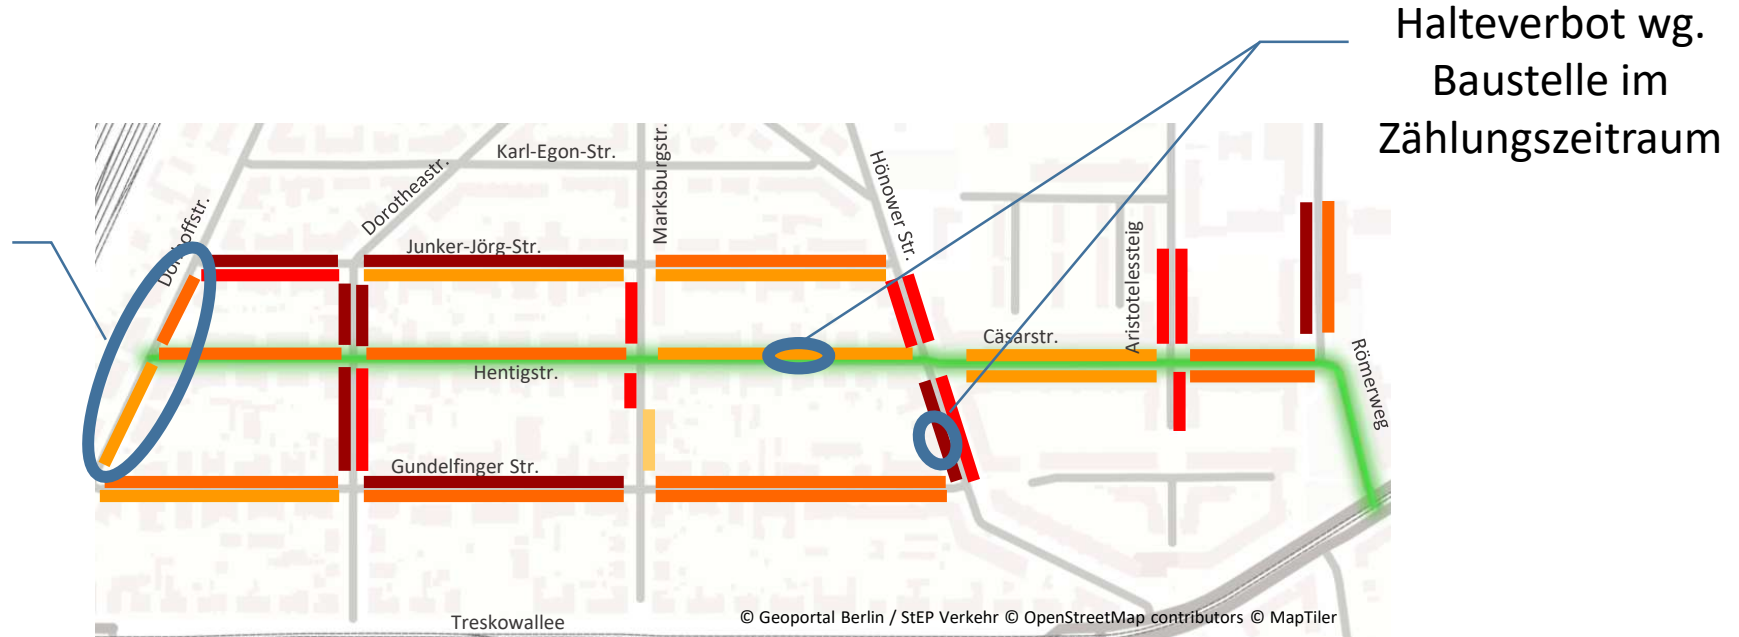 Halteverbot wg.
Baustelle im
Zählungszeitraum
Karl-Egon-Str.
Marksburgstr.
Hönower Str.
Dorotheastr.
Dönhoffstr.
Junker-Jörg-Str.
Aristotelessteig
Cäsarstr.
Hentigstr.
Römerweg
Gundelfinger Str.
© Geoportal Berlin / StEP Verkehr © OpenStreetMap contributors © MapTiler
Treskowallee